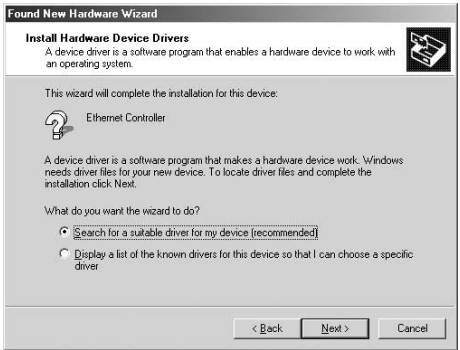 Found New Hardware Wizard
Install Hardware Device Drivers
A device driver is a software program that enables a hardware device to work with
an operating system.
This wizard will complete the installation for this device:
Ethernet Controller
A device driver is a software program that makes a hardware device work. Windows
needs driver files for your new device. To locate driver files and complete the
installation click Next.
What do you want the wizard to do?
Search for a suitable driver for my device (recommended)
Display a list of the known drivers for this device so that I can choose a specific
driver
< Back Next > Cancel